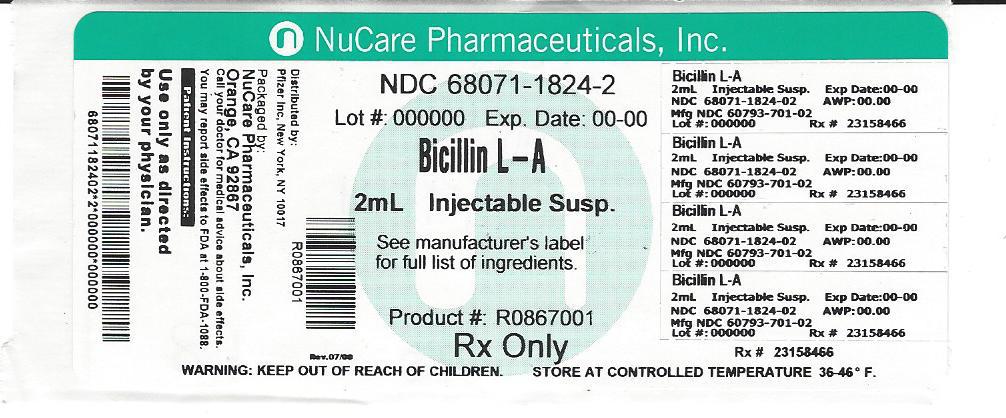 n NuCare Pharmaceuticals, Inc.
68071182402*2*000000*000000
Use only as directed
by your physician.
Patient Instructions:
You may report side effects to FDA at 1-800-FDA-1088.
Call your doctor for medical advice about side effects.
Orange, CA 92867
NuCare Pharmaceuticals, Inc.
Packaged by:
Pfizer Inc, New York, NY 10017
Distributed by:
R0867001
NDC 68071-1824-2
Lot #: 000000 Exp. Date: 00-00
Bicillin L-A
2mL Injectable Susp.
See manufacturer's label
for full list of ingredients.
Product #: R0867001
Rx Only
Rev.07/08
WARNING: KEEP OUT OF REACH OF CHILDREN. STORE AT CONTROLLED TEMPERATURE 36-46° F.
Bicillin L-A
2mL Injectable Susp. Exp Date:00-00
NDC 68071-1824-02 AWP:00.00
Mfg NDC 60793-701-02
Lot #:000000 Rx # 23158466
Bicillin L-A
2mL Injectable Susp. Exp Date:00-00
NDC 68071-1824-02 AWP:00.00
Mfg NDC 60793-701-02
Lot #:000000 Rx # 23158466
Bicillin L-A
2mL Injectable Susp. Exp Date:00-00
NDC 68071-1824-02 AWP:00.00
Mfg NDC 60793-701-02
Lot #:000000 Rx # 23158466
Bicillin L-A
2mL Injectable Susp. Exp Date:00-00
NDC 68071-1824-02 AWP:00.00
Mfg NDC 60793-701-02
Lot #:000000 Rx # 23158466
Rx # 23158466